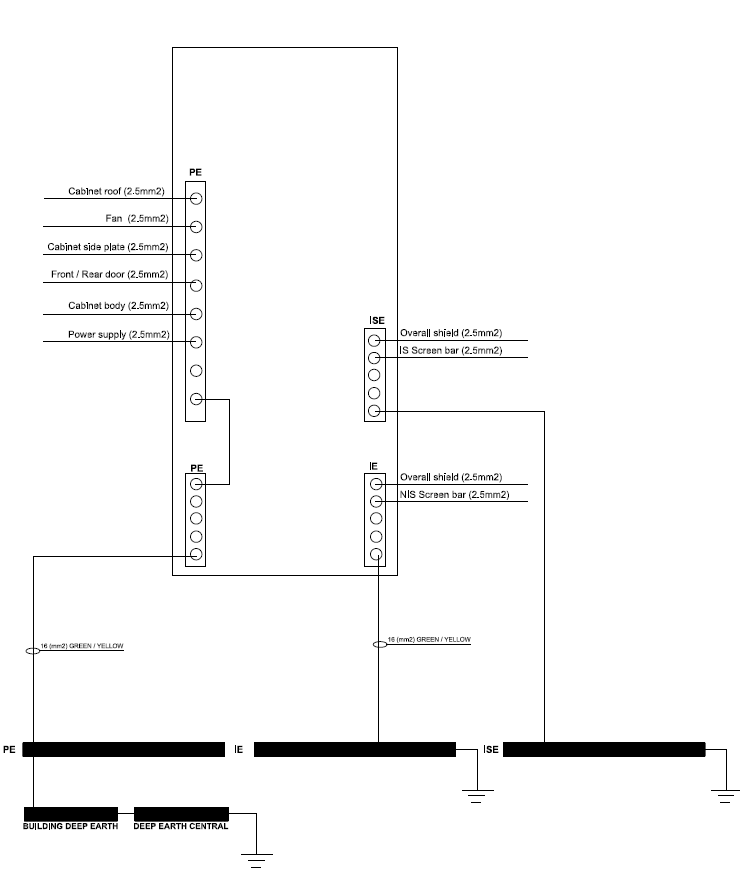 PE
Cabinet roof (2.5mm2)
Fan (2.5mm2)
Cabinet side plate (2.5mm2)
Front / Rear door (2.5mm2)
Cabinet body (2.5mm2)
Power supply (2.5mm2)
ISE
Overall shield (2.5mm2)
IS Screen bar (2.5mm2)
PE
IE
Overall shield (2.5mm2)
NIS Screen bar (2.5mm2)
16 (mm2) GREEN / YELLOW
16 (mm2) GREEN / YELLOW
PE
IE
ISE
BUILDING DEEP EARTH
DEEP EARTH CENTRAL